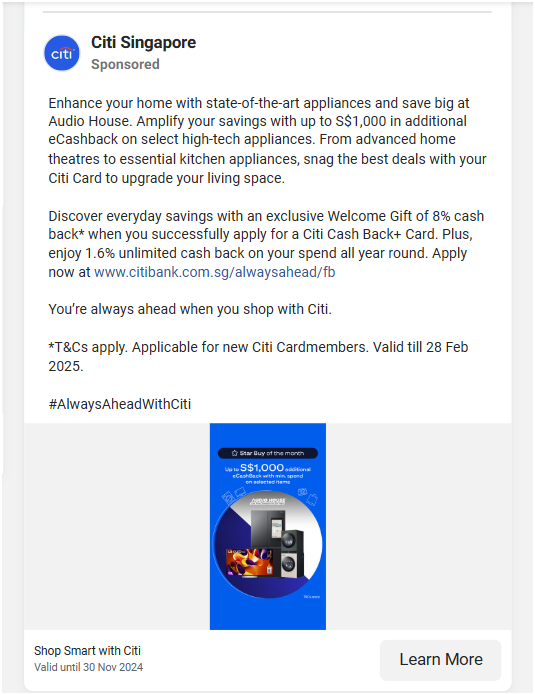 citi
Citi Singapore
Sponsored
Enhance your home with state-of-the-art appliances and save big at
Audio House. Amplify your savings with up to S$1,000 in additional
eCashback on select high-tech appliances. From advanced home
theatres to essential kitchen appliances, snag the best deals with your
Citi Card to upgrade your living space.
Discover everyday savings with an exclusive Welcome Gift of 8% cash
back* when you successfully apply for a Citi Cash Back+ Card. Plus,
enjoy 1.6% unlimited cash back on your spend all year round. Apply
now at www.citibank.com.sg/alwaysahead/fb
You’re always ahead when you shop with Citi.
*T&Cs apply. Applicable for new Citi Cardmembers. Valid till 28 Feb
2025.
#AlwaysAheadWithCiti
Star Buy of the month
Up to S$1,000 additional
eCashBack with min. spend
on selected items
AUDIO HOUSE
Shop Smart with Citi
Valid until 30 Nov 2024
Learn More